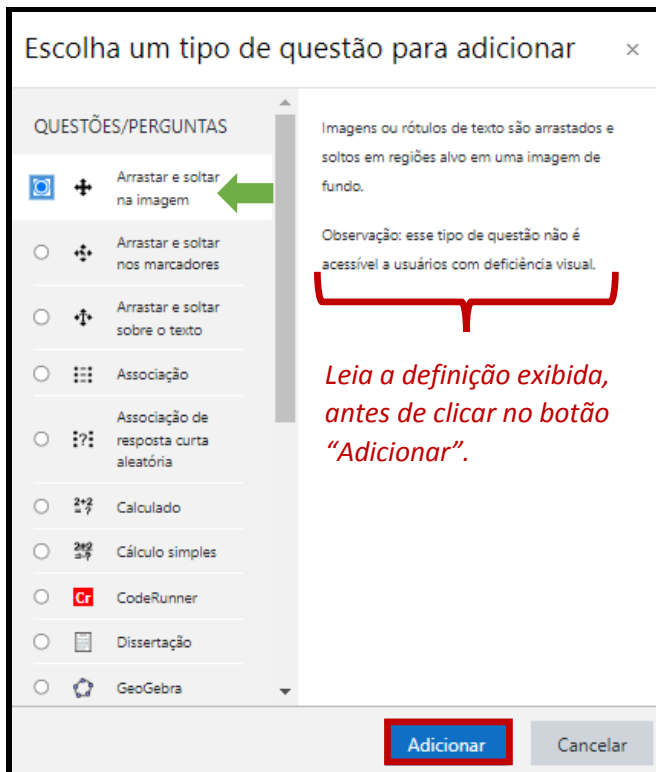 Escolha um tipo de questão para adicionar ×
QUESTÕES/PERGUNTAS
Arrastar e soltar
na imagem
Arrastar e soltar
nos marcadores
Arrastar e soltar
sobre o texto
Associação
Associação de
resposta curta
aleatória
2+2
= ?
Calculado
Cálculo simples
Cr CodeRunner
Dissertação
GeoGebra
Imagens ou rótulos de texto são arrastados e
soltos em regiões alvo em uma imagem de
fundo.
Observação: esse tipo de questão não é
acessível a usuários com deficiência visual.
Leia a definição exibida,
antes de clicar no botão
“Adicionar”.
Adicionar Cancelar